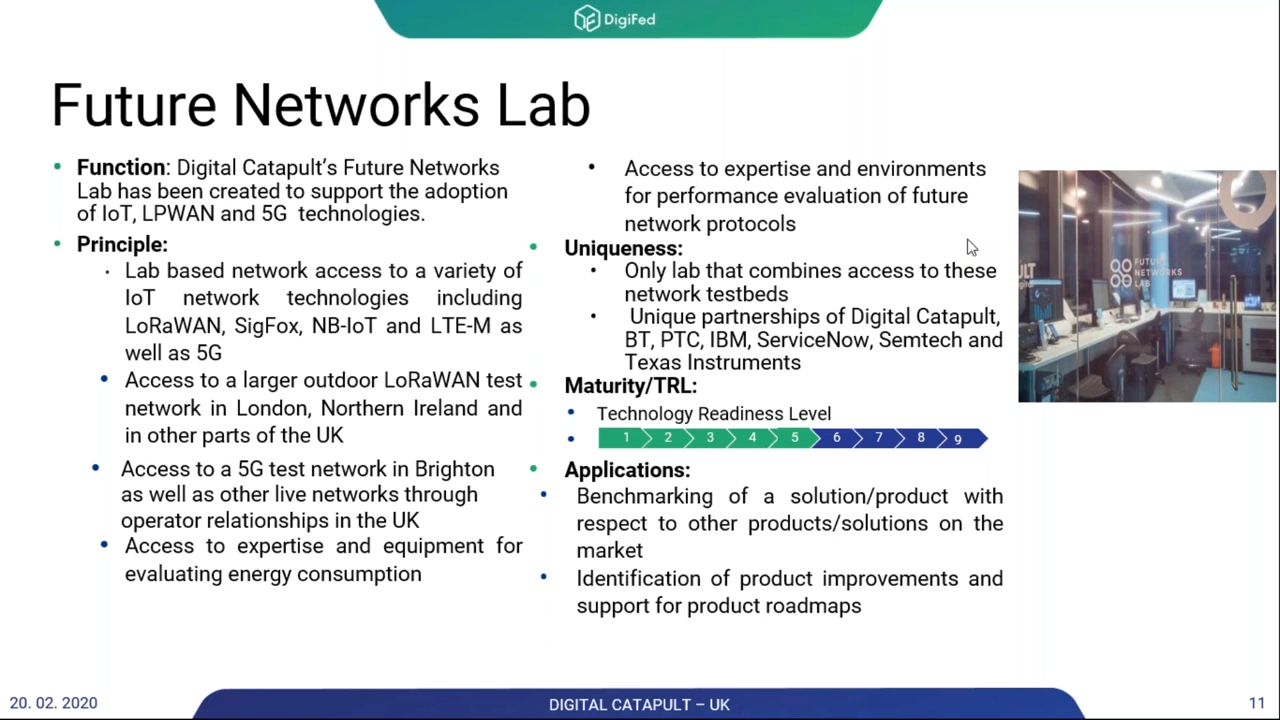 DigiFed
Future Networks Lab
• Function: Digital Catapult’s Future Networks
Lab has been created to support the adoption
of IoT, LPWAN and 5G technologies.
• Principle:
• Lab based network access to a variety of
IoT network technologies including
LoRaWAN, SigFox, NB-IoT and LTE-M as
well as 5G
• Access to a larger outdoor LoRaWAN test
network in London, Northern Ireland and
in other parts of the UK
• Access to a 5G test network in Brighton
as well as other live networks through
operator relationships in the UK
• Access to expertise and equipment for
evaluating energy consumption
• Access to expertise and environments
for performance evaluation of future
network protocols
• Uniqueness:
• Only lab that combines access to these
network testbeds
• Unique partnerships of Digital Catapult,
BT, PTC, IBM, ServiceNow, Semtech and
Texas Instruments
• Maturity/TRL:
• Technology Readiness Level
• 1 2 3 4 5 6 7 8 9
• Applications:
• Benchmarking of a solution/product with
respect to other products/solutions on the
market
• Identification of product improvements and
support for product roadmaps
FUTURE
NETWORKS
LAB
20. 02. 2020
DIGITAL CATAPULT – UK
11